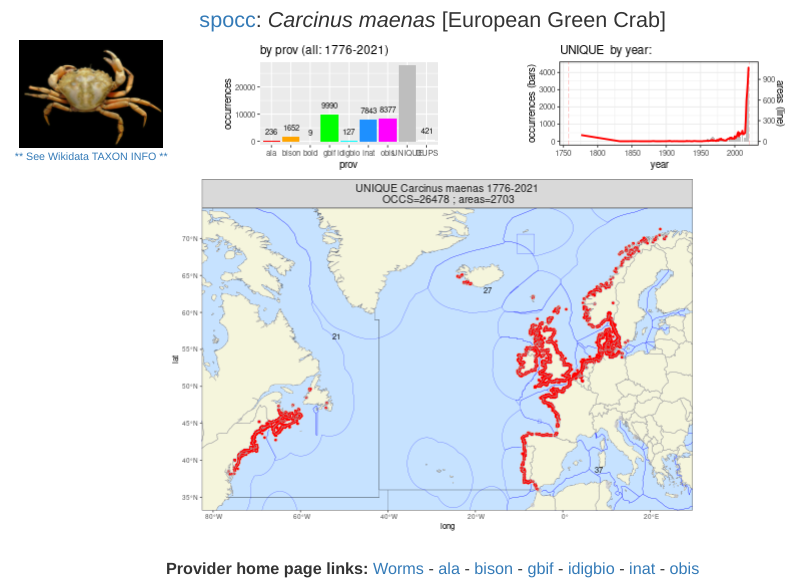 spocc: Carcinus maenas [European Green Crab]
** See Wikidata TAXON INFO **
by prov (all: 1776-2021)
occurrences
20000
10000
0
236
1652
9
9990
127
7843
8377
421
ala
bison
bold
gbif
idigbio
inat
obis
UNIQUE
prov
UNIQUE by year:
occurrences (bars)
4000
3000
2000
1000
0
areas (line)
900
600
300
0
1750
1800
1850
1900
1950
2000
year
UNIQUE Carcinus maenas 1776-2021
OCCS=26478 ; areas=2703
lat
70°N
65°N
60°N
55°N
50°N
45°N
40°N
35°N
27
21
37
80°W
60°W
40°W
20°W
0°
20°E
long
Provider home page links: Worms - ala - bison - gbif - idigbio - inat - obis